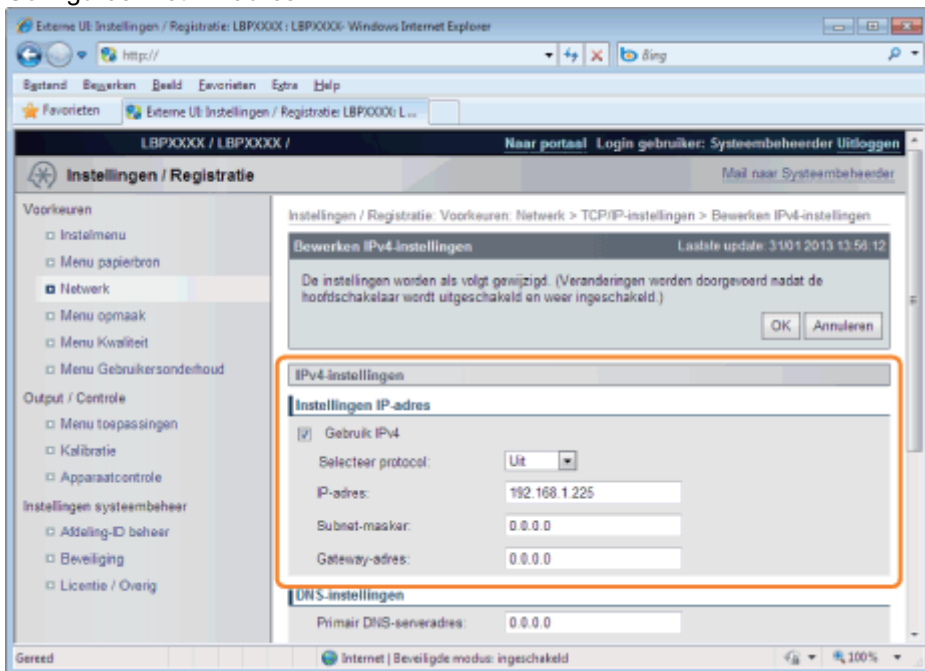 Externe UI: Instellingen / Registratie: LBPXXXX : LBPXXXX- Windows Internet Explorer
http://
Bing
Bestand Bewerken Beeld Favorieten Extra Help
Favorieten Externe UI: Instellingen / Registratie: LBPXXXX: L...
LBPXXXX / LBPXXXX / Naar portaal Login gebruiker: Systeembeheerder Uitloggen
Instellingen / Registratie Mail naar Systeembeheerder
Voorkeuren
Instelmenu
Menu papierbron
Netwerk
Menu opmaak
Menu Kwaliteit
Menu Gebruikersonderhoud
Output / Controle
Menu toepassingen
Kalibratie
Apparaatcontrole
Instellingen systeembeheer
Afdeling-ID beheer
Beveiliging
Licentie / Overig
Instellingen / Registratie: Voorkeuren: Netwerk > TCP/IP-instellingen > Bewerken IPv4-instellingen
Bewerken IPv4-instellingen Laatste update: 31/01 2013 13:56:12
De instellingen worden als volgt gewijzigd. (Veranderingen worden doorgevoerd nadat de
hoofdschakelaar wordt uitgeschakeld en weer ingeschakeld.)
OK Annuleren
IPv4-instellingen
Instellingen IP-adres
Gebruik IPv4
Selecteer protocol: Uit
IP-adres: 192.168.1.225
Subnet-masker: 0.0.0.0
Gateway-adres: 0.0.0.0
DNS-instellingen
Primair DNS-serveradres: 0.0.0.0
Gereed Internet | Beveiligde modus: ingeschakeld 100%